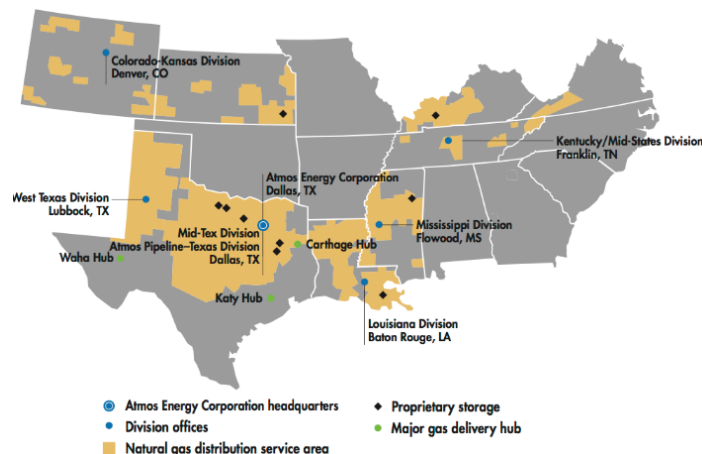 Colorado-Kansas Division
Denver, CO
Kentucky/Mid-States Division
Franklin, TN
Atmos Energy Corporation
Dallas, TX
West Texas Division
Lubbock, TX
Mid-Tex Division
Atmos Pipeline–Texas Division
Dallas, TX
Carthage Hub
Mississippi Division
Flowood, MS
Waha Hub
Katy Hub
Louisiana Division
Baton Rouge, LA
Atmos Energy Corporation headquarters
Division offices
Natural gas distribution service area
Proprietary storage
Major gas delivery hub